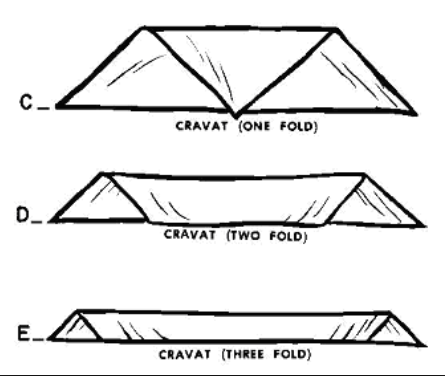 C_
CRAVAT (ONE FOLD)
D_
CRAVAT (TWO FOLD)
E_
CRAVAT (THREE FOLD)